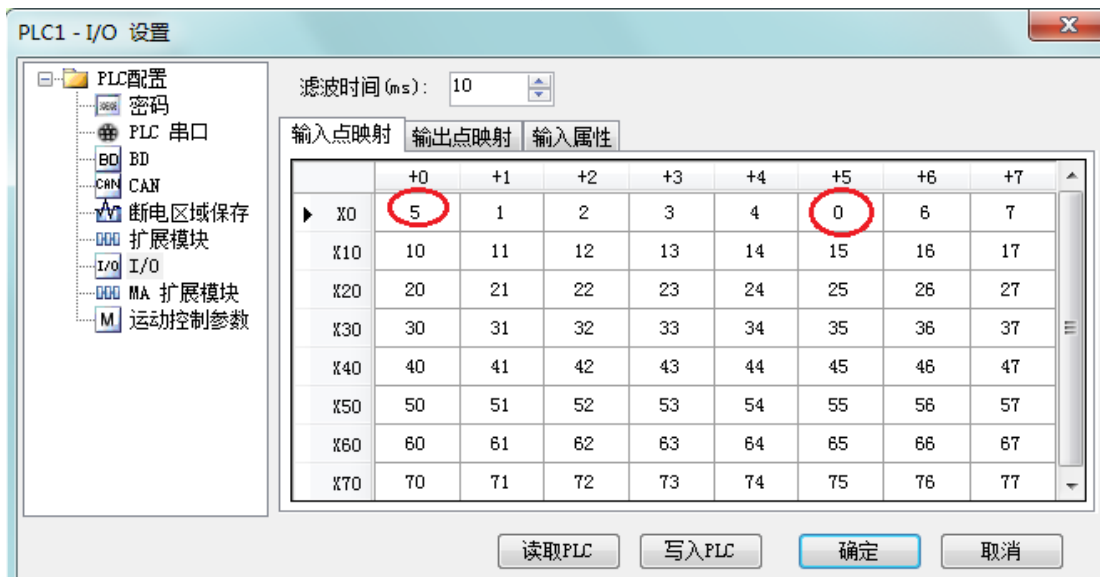 PLC1 - I/O 设置
PLC配置
密码
PLC 串口
BD BD
CAN CAN
断电区域保存
扩展模块
I/O I/O
MA 扩展模块
M 运动控制参数
滤波时间(ms): 10
输入点映射 输出点映射 输入属性
+0 +1 +2 +3 +4 +5 +6 +7
X0 5 1 2 3 4 0 6 7
X10 10 11 12 13 14 15 16 17
X20 20 21 22 23 24 25 26 27
X30 30 31 32 33 34 35 36 37
X40 40 41 42 43 44 45 46 47
X50 50 51 52 53 54 55 56 57
X60 60 61 62 63 64 65 66 67
X70 70 71 72 73 74 75 76 77
读取PLC 写入PLC 确定 取消